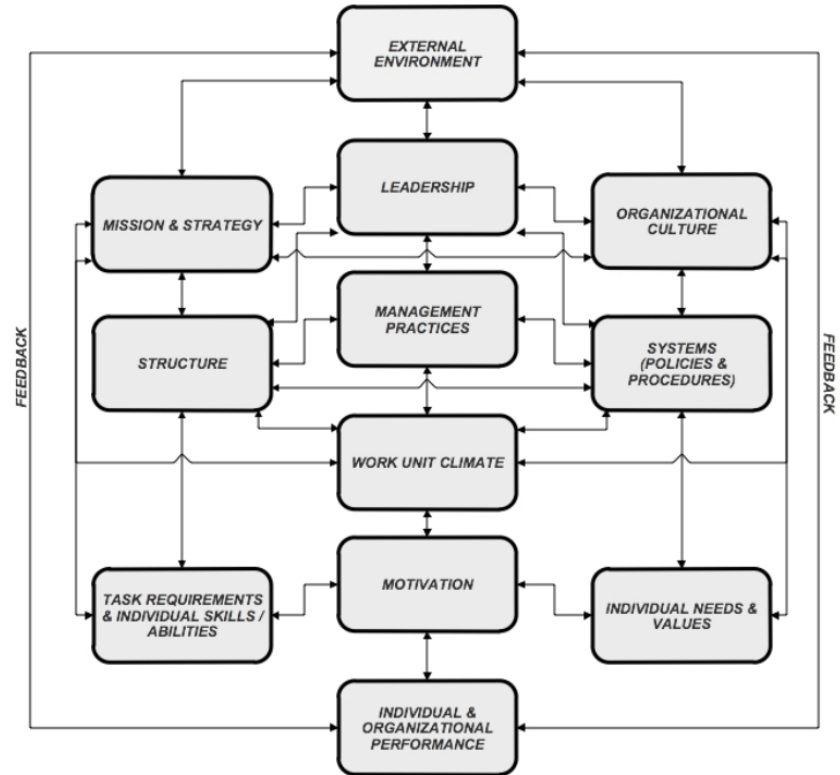 EXTERNAL
ENVIRONMENT
LEADERSHIP
MISSION & STRATEGY
ORGANIZATIONAL
CULTURE
MANAGEMENT
PRACTICES
STRUCTURE
SYSTEMS
(POLICIES &
PROCEDURES)
FEEDBACK
FEEDBACK
WORK UNIT CLIMATE
TASK REQUIREMENTS
& INDIVIDUAL SKILLS /
ABILITIES
MOTIVATION
INDIVIDUAL NEEDS &
VALUES
INDIVIDUAL &
ORGANIZATIONAL
PERFORMANCE